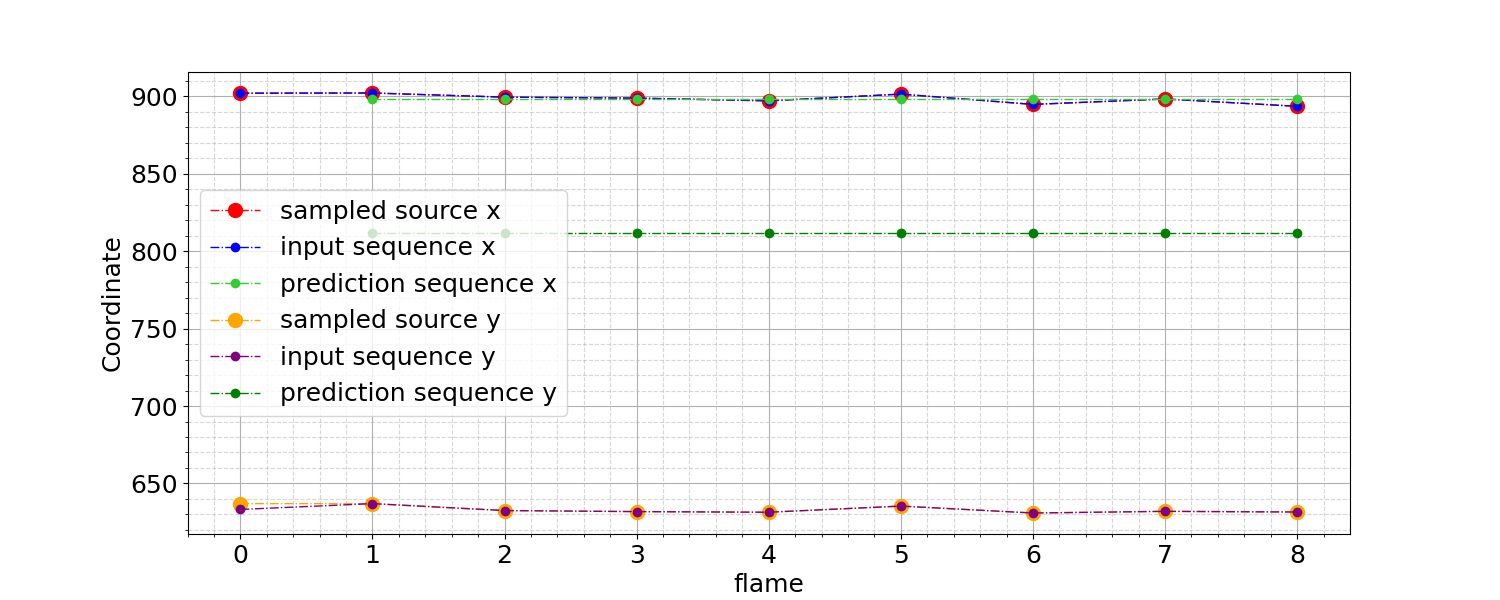 900
850
800
750
700
650
Coordinate
sampled source x
input sequence x
prediction sequence x
sampled source y
input sequence y
prediction sequence y
0 1 2 3 4 5 6 7 8
flame